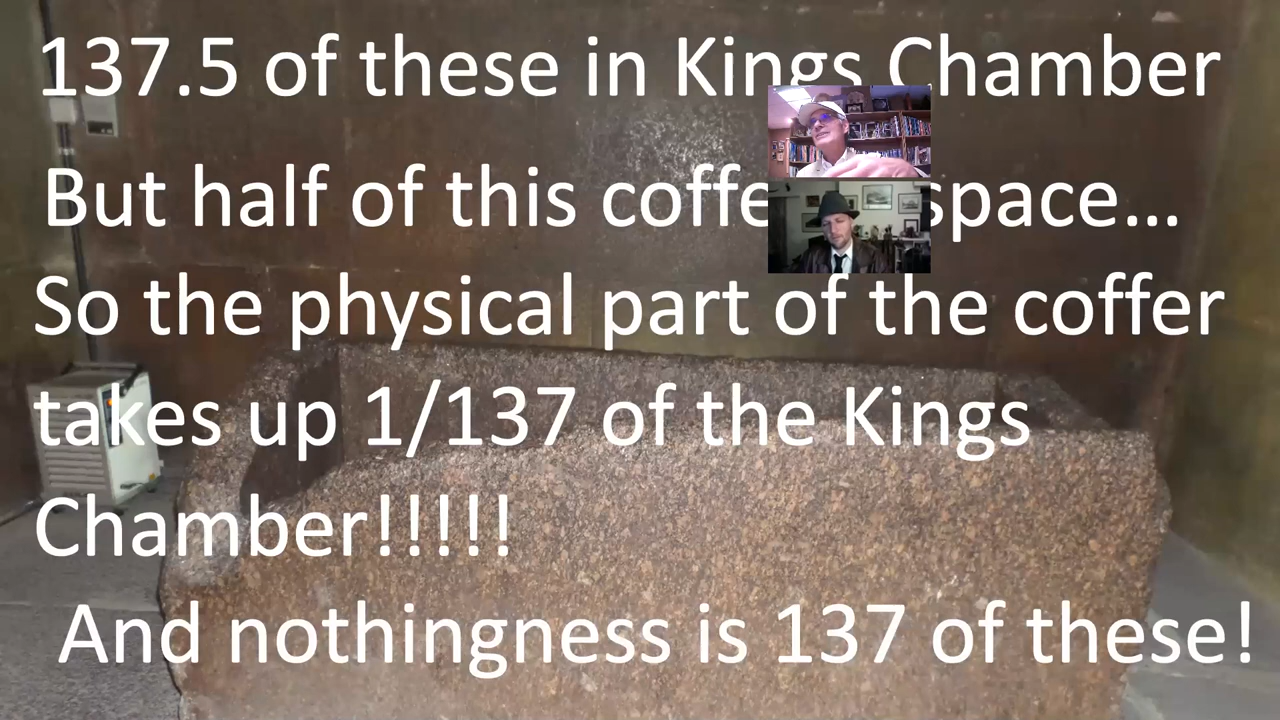 137.5 of these in Kings Chamber
But half of this space...
So the physical part of the coffer
takes up 1/137 of the Kings
Chamber!!!!!
And nothingness is 137 of these!